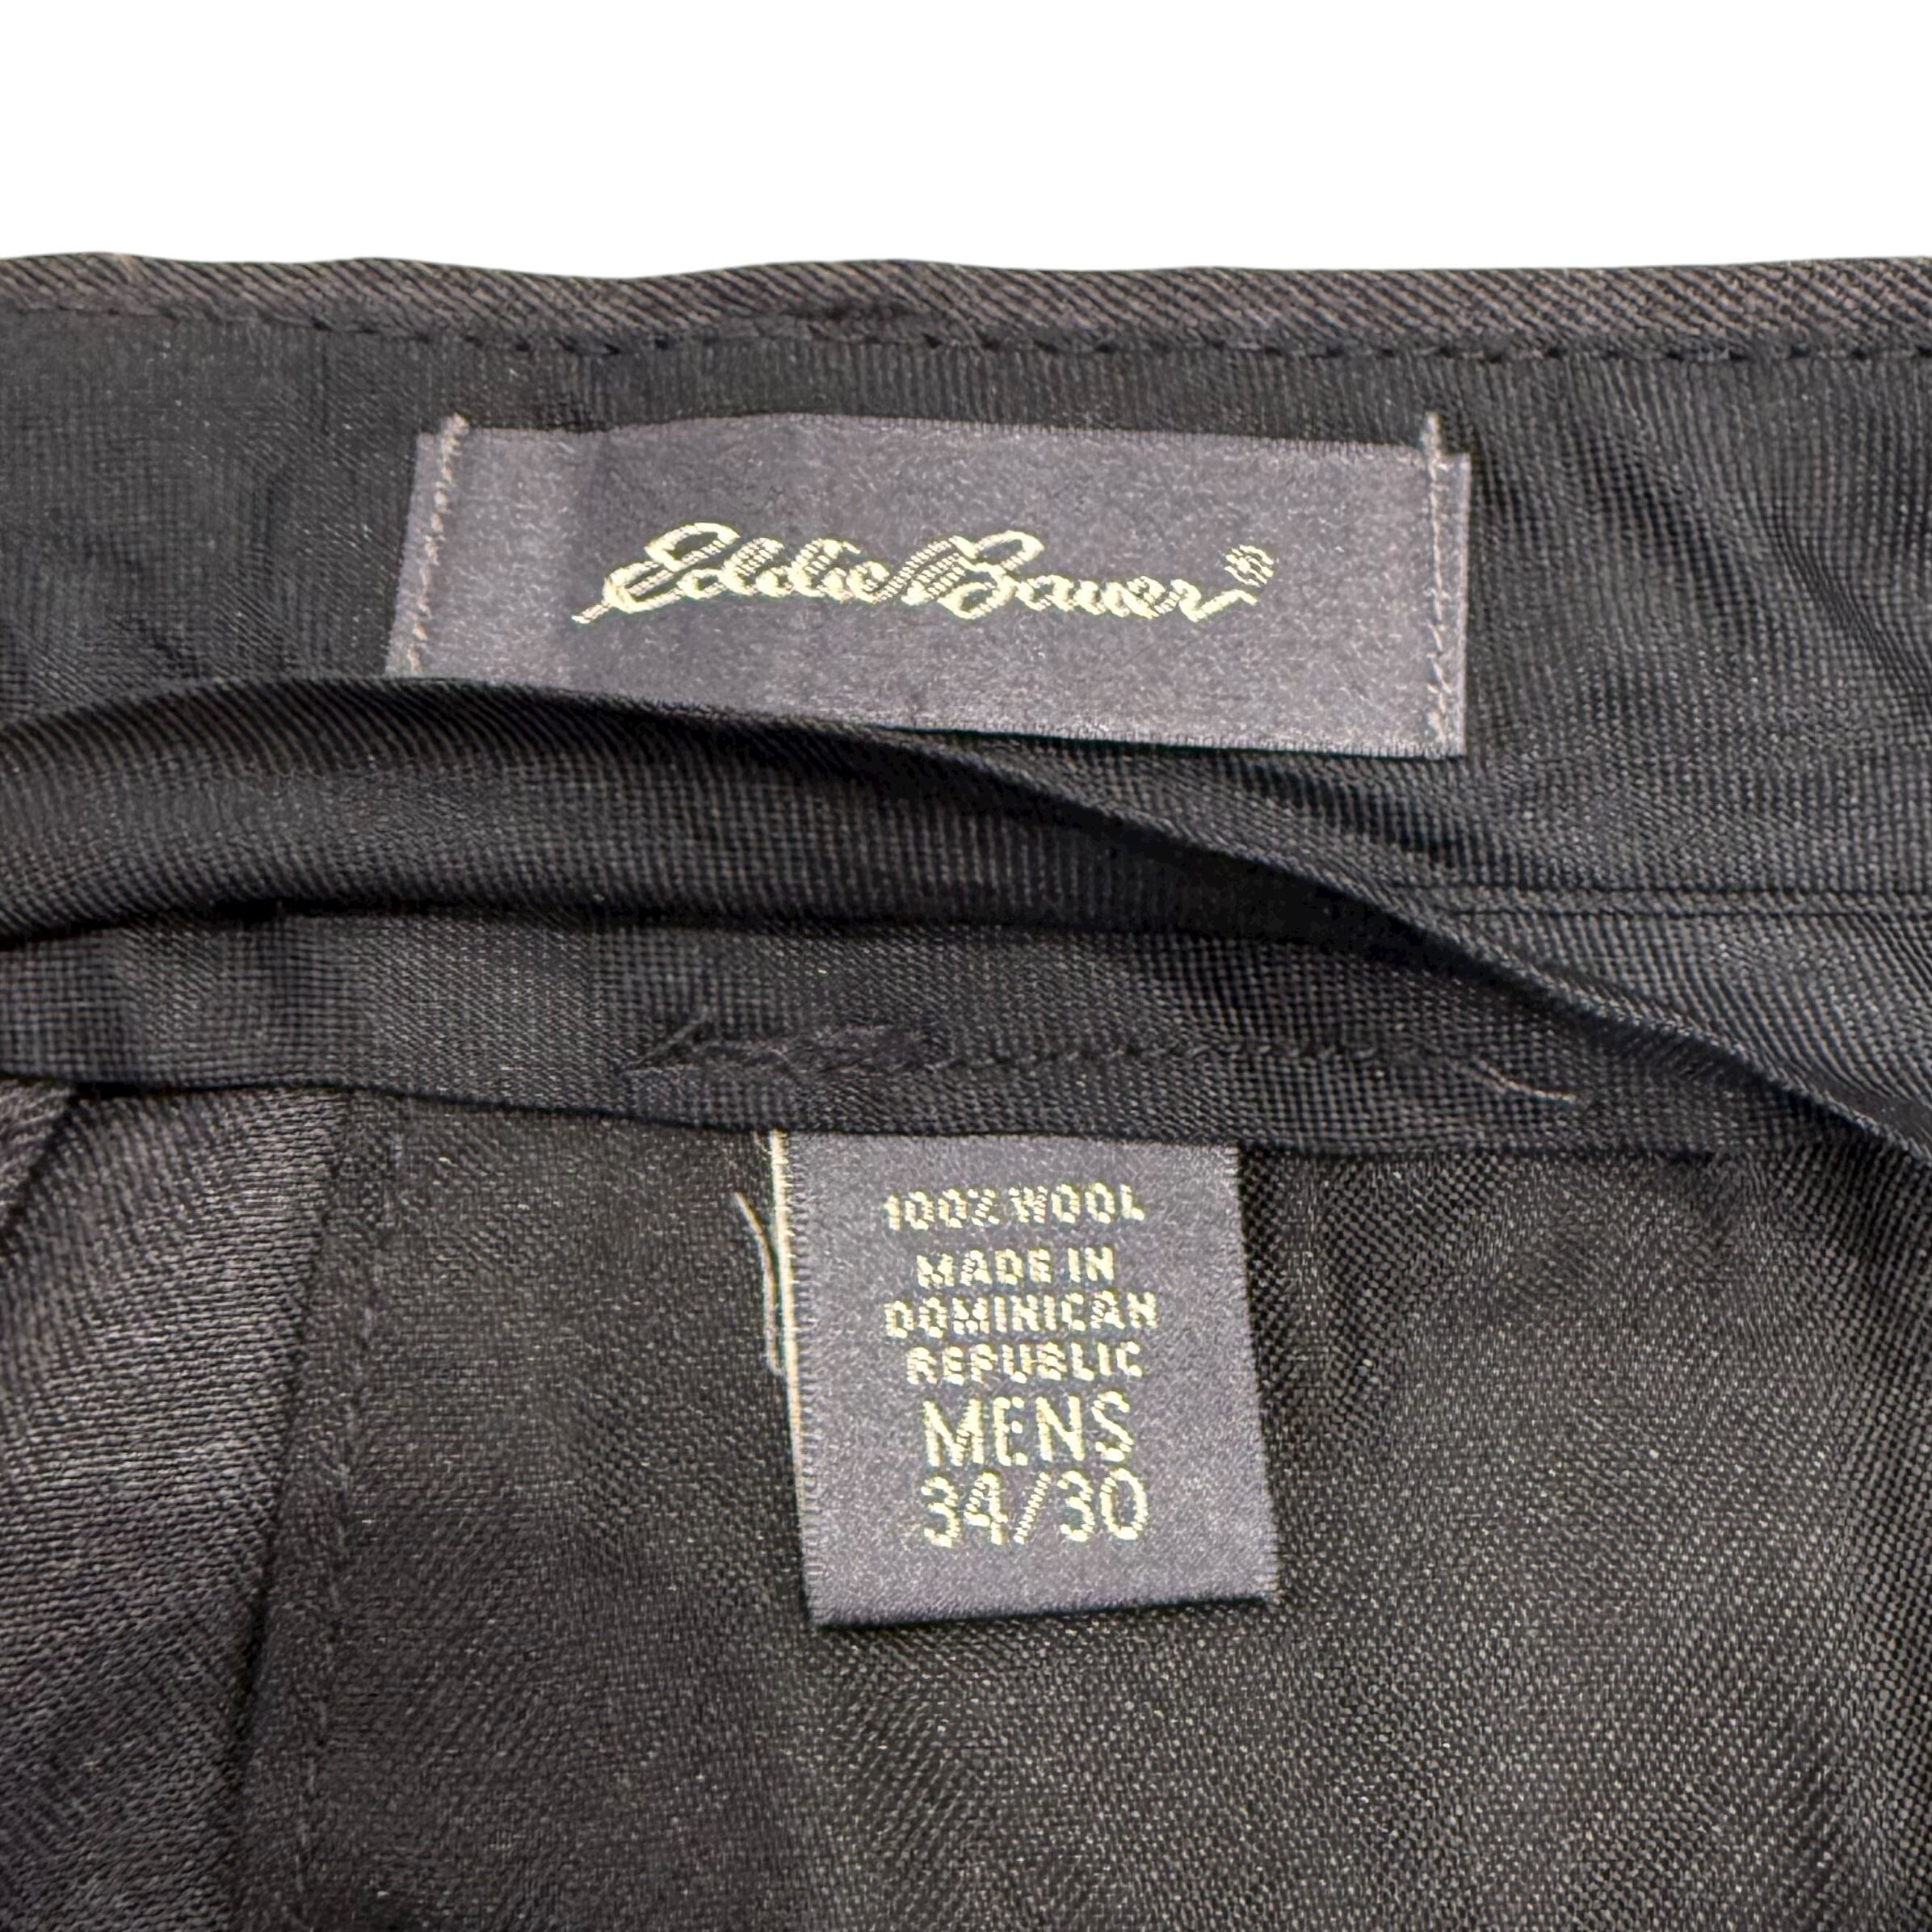 Eddie Bauer®
100% WOOL
MADE IN
DOMINICAN
REPUBLIC
MENS
34/30